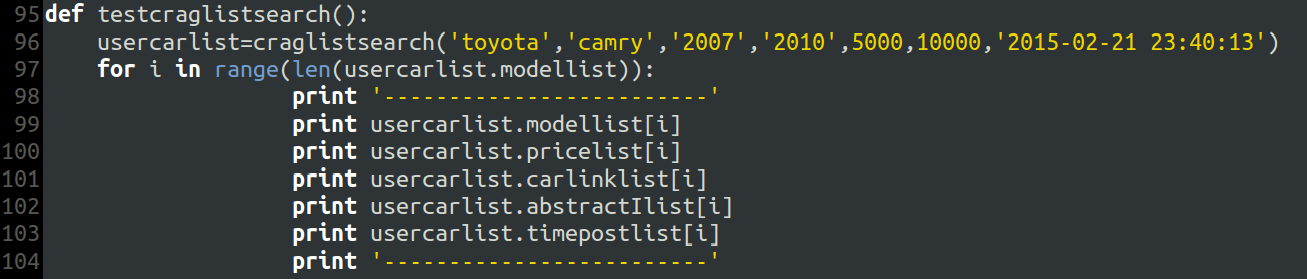 95 def testcraglistsearch():
96     usercarlist=craglistsearch('toyota','camry','2007','2010',5000,10000,'2015-02-21 23:40:13')
97     for i in range(len(usercarlist.modellist)):
98                    print '-------------------------'
99                    print usercarlist.modellist[i]
100                    print usercarlist.pricelist[i]
101                    print usercarlist.carlinklist[i]
102                    print usercarlist.abstractIlist[i]
103                    print usercarlist.timepostlist[i]
104                    print '-------------------------'